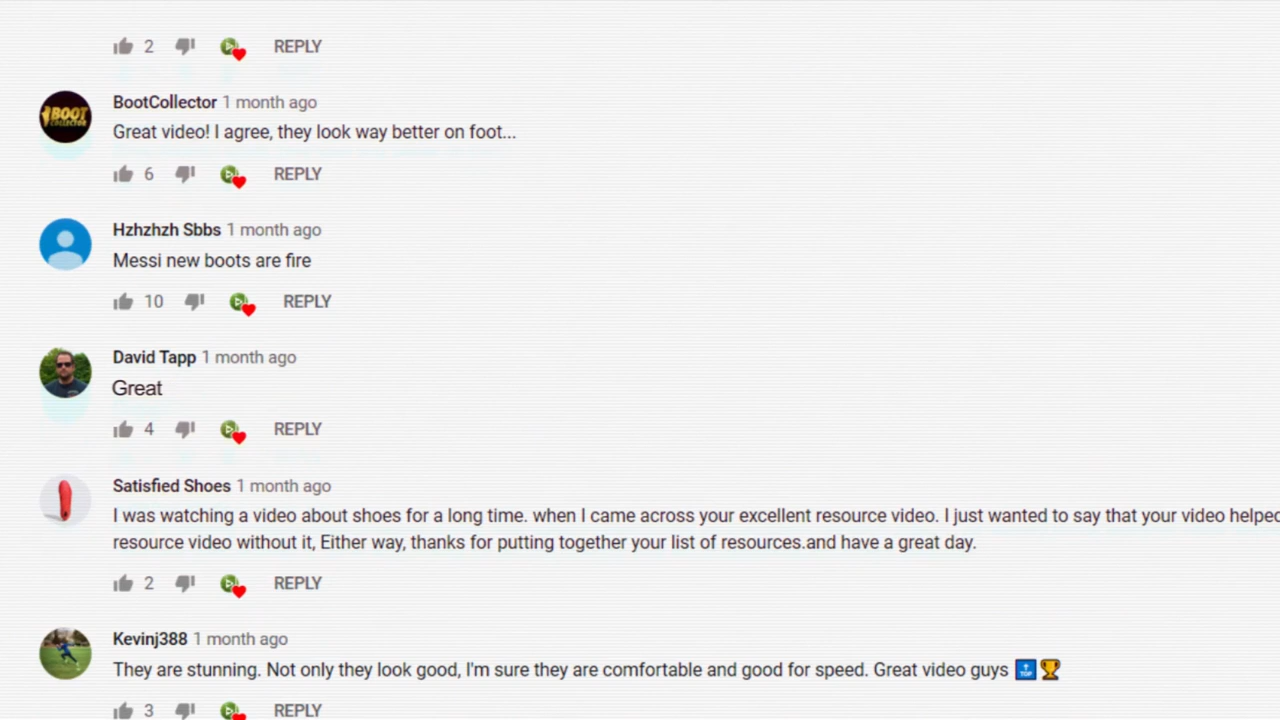 2 REPLY
BOOT
COLLECTOR
BootCollector 1 month ago
Great video! I agree, they look way better on foot...
6 REPLY
Hzhzhzh Sbbs 1 month ago
Messi new boots are fire
10 REPLY
David Tapp 1 month ago
Great
4 REPLY
Satisfied Shoes 1 month ago
I was watching a video about shoes for a long time. when I came across your excellent resource video. I just wanted to say that your video helped
resource video without it, Either way, thanks for putting together your list of resources.and have a great day.
2 REPLY
Kevinj388 1 month ago
They are stunning. Not only they look good, I'm sure they are comfortable and good for speed. Great video guys 🔝🏆
3 REPLY